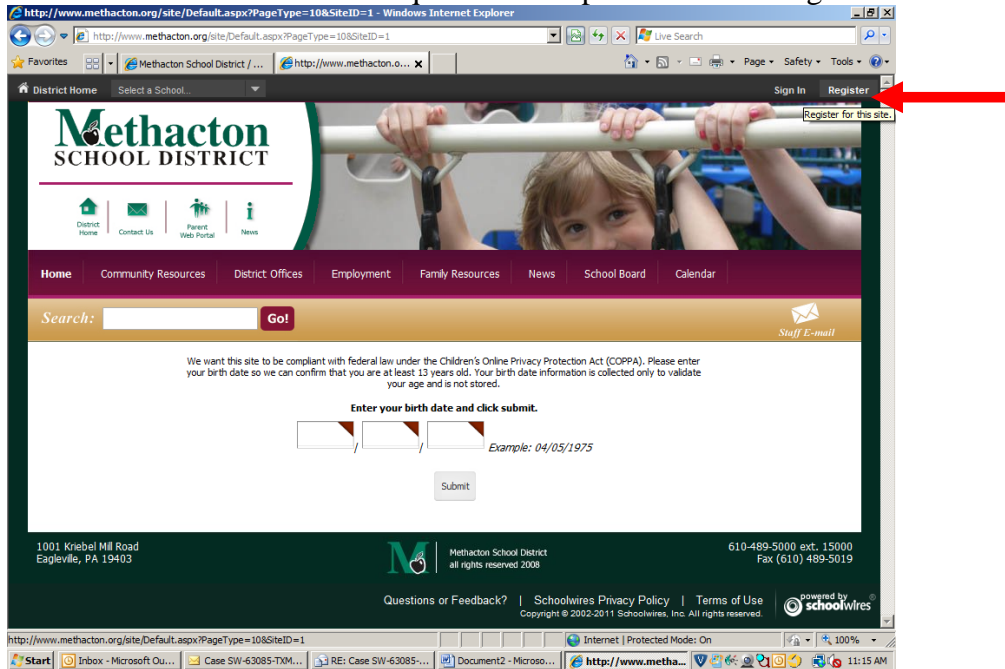 http://www.methacton.org/site/Default.aspx?PageType=10&SiteID=1 - Windows Internet Explorer
http://www.methacton.org/site/Default.aspx?PageType=10&SiteID=1
Live Search
Favorites
Methacton School District / ...
http://www.methacton.o...
Page
Safety
Tools
District Home
Select a School...
Sign In
Register
Register for this site.
Methacton
SCHOOL DISTRICT
District
Home
Contact Us
Parent
Web Portal
News
Home
Community Resources
District Offices
Employment
Family Resources
News
School Board
Calendar
Search:
Go!
Staff E-mail
We want this site to be compliant with federal law under the Children's Online Privacy Protection Act (COPPA). Please enter
your birth date so we can confirm that you are at least 13 years old. Your birth date information is collected only to validate
your age and is not stored.
Enter your birth date and click submit.
/ / Example: 04/05/1975
Submit
1001 Kriebel Mill Road
Eagleville, PA 19403
M
Methacton School District
all rights reserved 2008
610-489-5000 ext. 15000
Fax (610) 489-5019
Questions or Feedback? | Schoolwires Privacy Policy | Terms of Use
Copyright © 2002-2011 Schoolwires, Inc. All rights reserved.
powered by
schoolwires®
http://www.methacton.org/site/Default.aspx?PageType=10&SiteID=1
Internet | Protected Mode: On
100%
Start
Inbox - Microsoft Ou...
Case SW-63085-TXM...
RE: Case SW-63085-...
Document2 - Microso...
http://www.metha...
11:15 AM